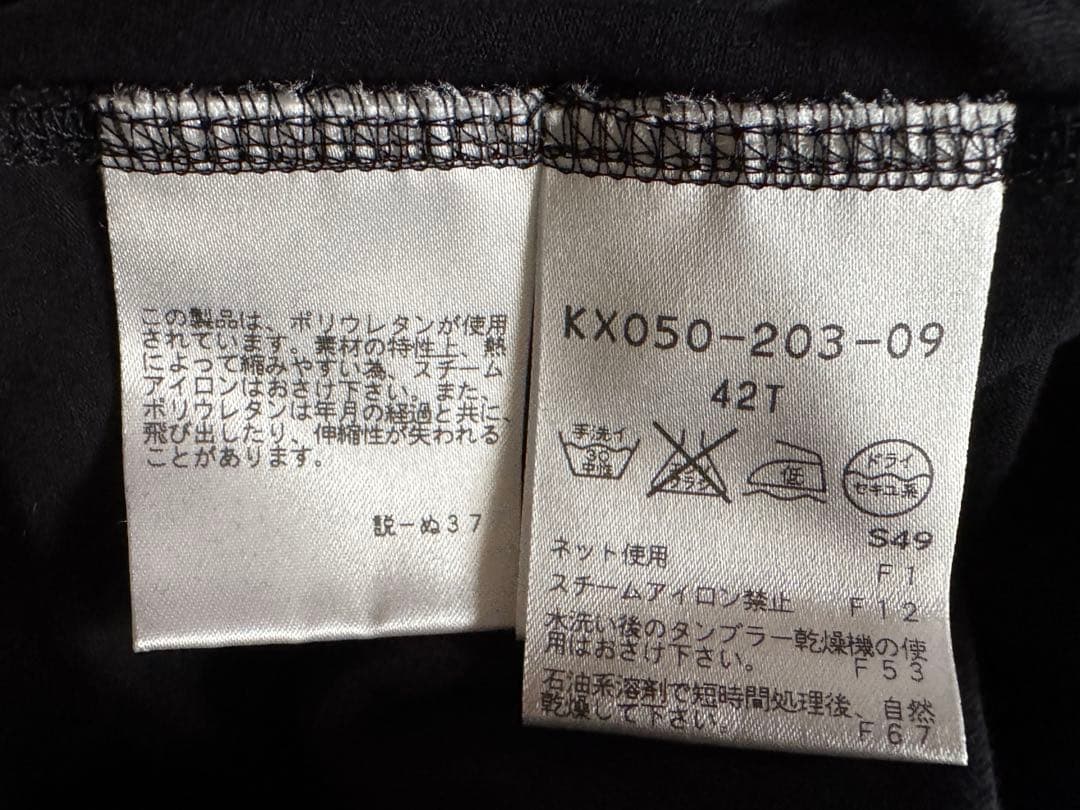 この製品は、ポリウレタンが使用
されています。素材の特性上、熱
によって縮みやすい為、スチーム
アイロンはおさけ下さい。また、
ポリウレタンは年月の経過と共に、
飛び出したり、伸縮性が失われる
ことがあります。
説－ぬ37
KX050-203-09
42T
手洗イ
30
中性
エンソ
サラシ
低
ドライ
セキユ系
S49
ネット使用
F1
スチームアイロン禁止
F12
水洗い後のタンブラー乾燥機の使
用はおさけ下さい。
F53
石油系溶剤で短時間処理後、自然
乾燥して下さい。
F67